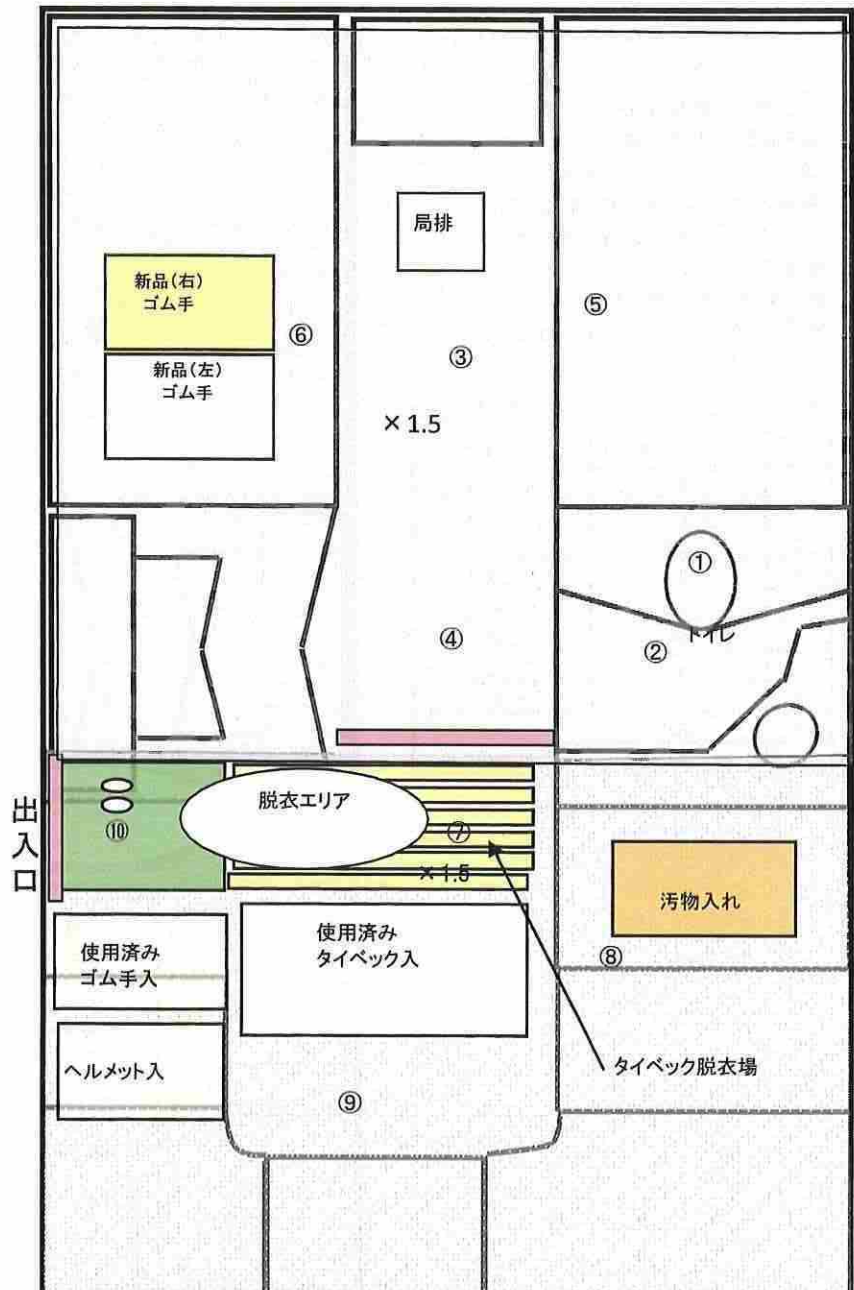 局排
新品(右)
ゴム手
⑥
⑤
③
新品(左)
ゴム手
×1.5
①
④
②
トイレ
出入口
⑩
脱衣エリア
⑦
×1.5
汚物入れ
使用済み
ゴム手入
使用済み
タイベック入
⑧
ヘルメット入
タイベック脱衣場
⑨